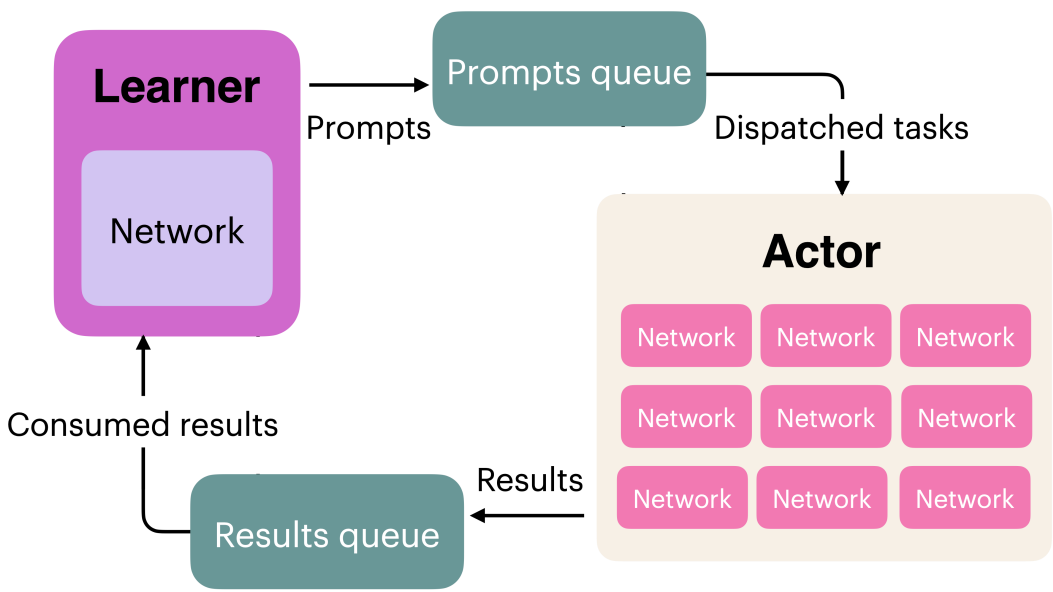 Learner
Network
Prompts
Prompts queue
Dispatched tasks
Actor
Network Network Network
Network Network Network
Network Network Network
Results
Results queue
Consumed results